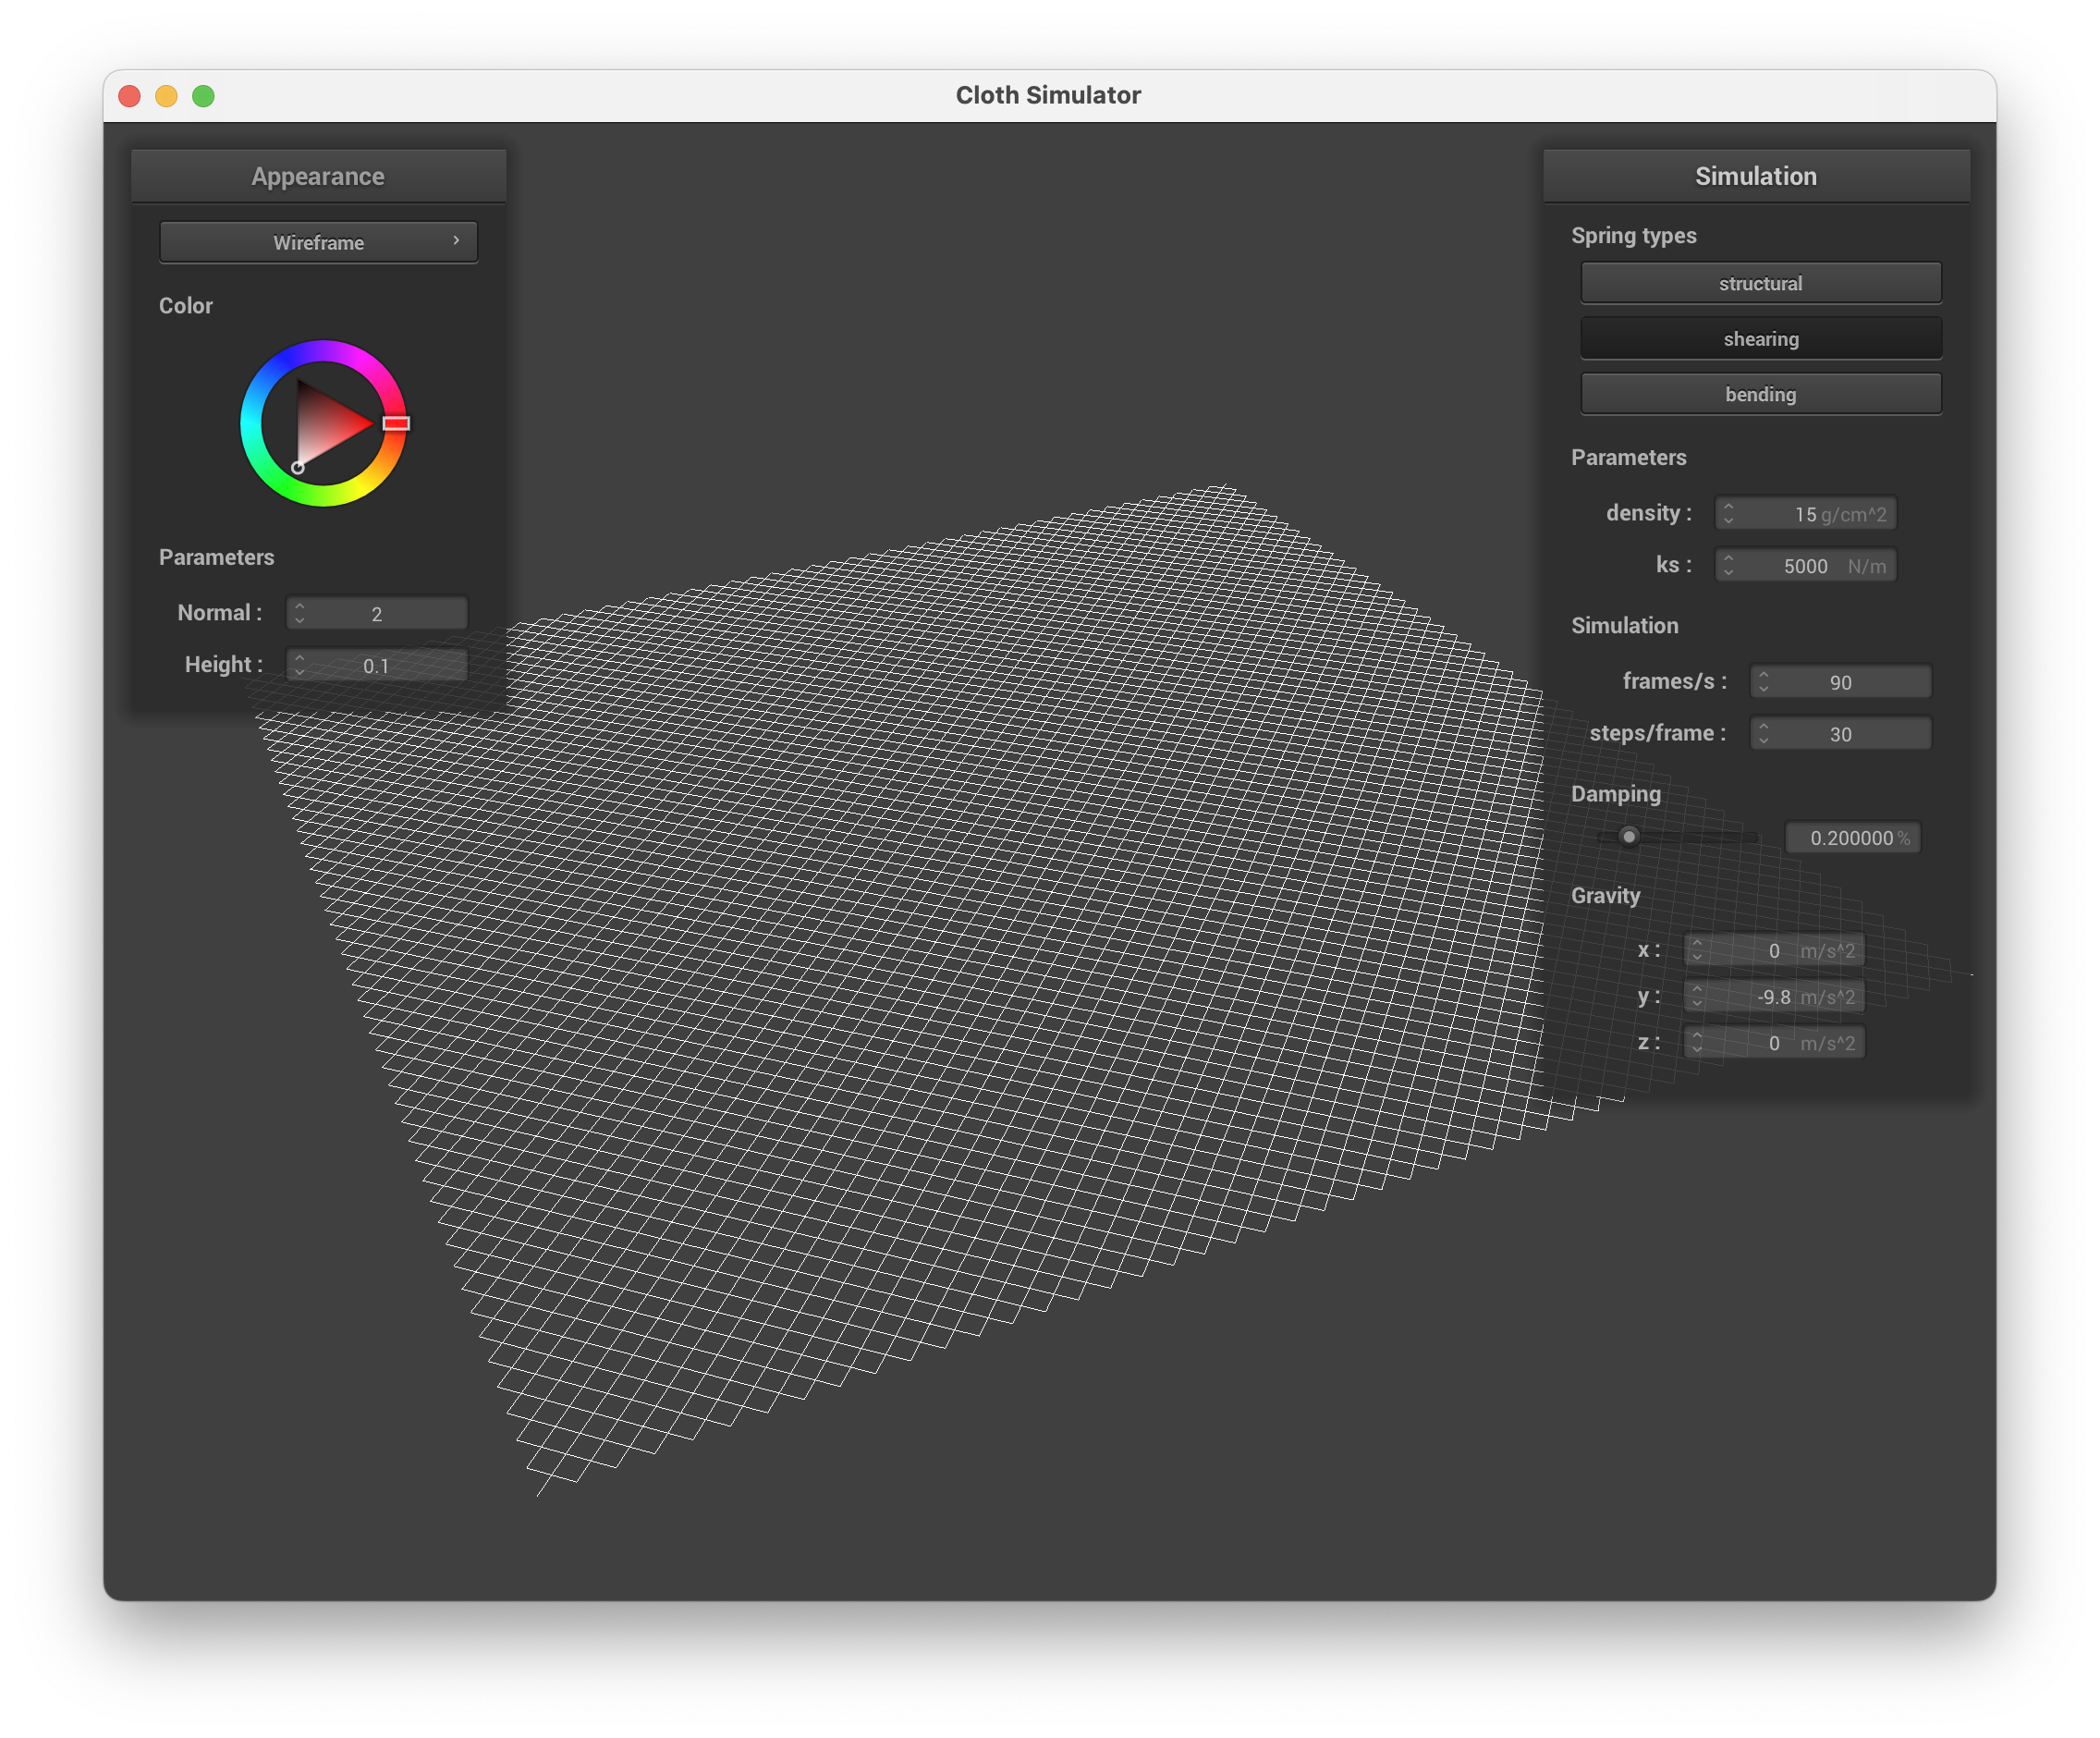 Cloth Simulator
Appearance
Wireframe
Color
Parameters
Normal : 2
Height : 0.1
Simulation
Spring types
structural
shearing
bending
Parameters
density : 15 g/cm^2
ks : 5000 N/m
Simulation
frames/s : 90
steps/frame : 30
Damping
0.200000 %
Gravity
x : 0 m/s^2
y : -9.8 m/s^2
z : 0 m/s^2